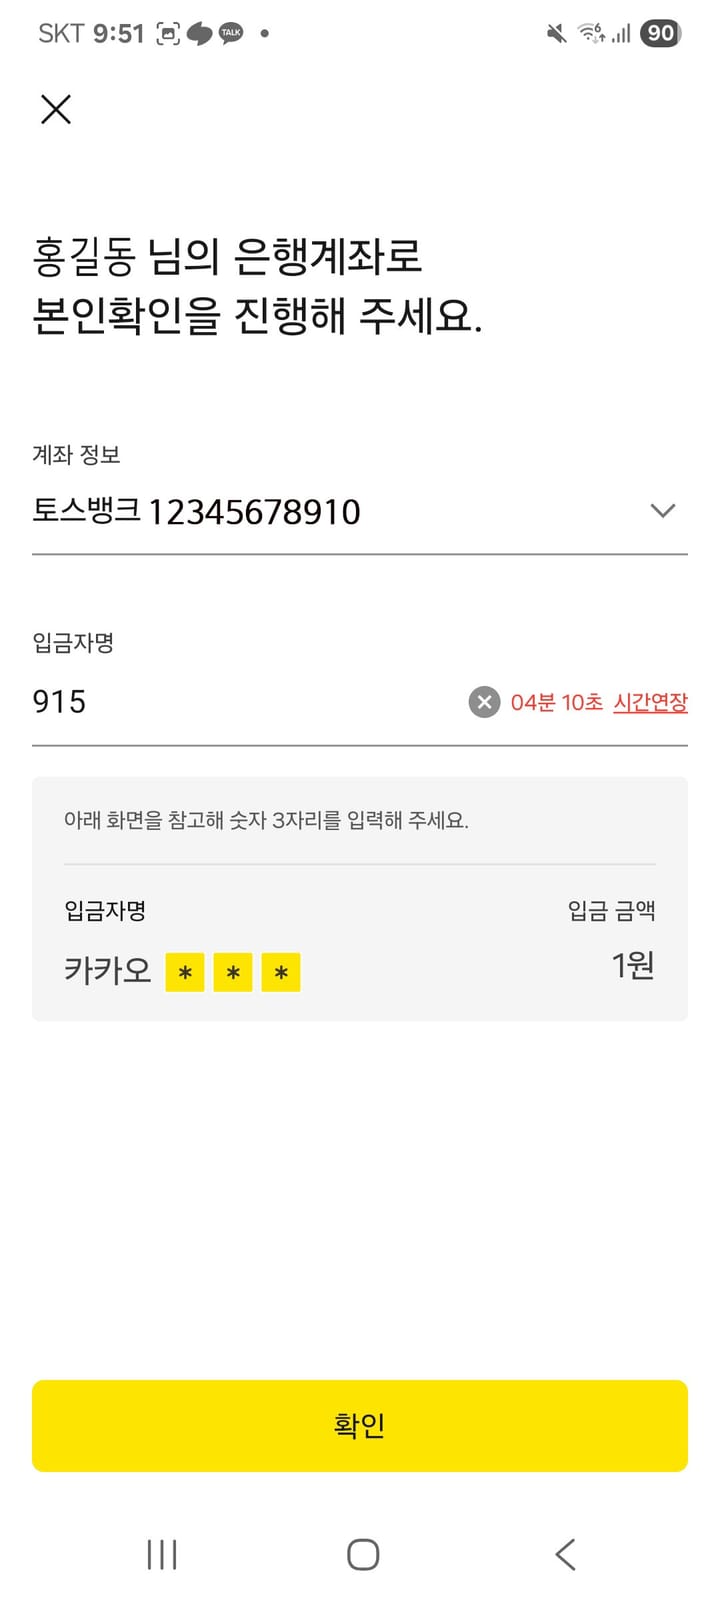 SKT 9:51 TALK 6 90
홍길동 님의 은행계좌로
본인확인을 진행해 주세요.
계좌 정보
토스뱅크 12345678910
입금자명
915 04분 10초 시간연장
아래 화면을 참고해 숫자 3자리를 입력해 주세요.
입금자명 입금 금액
카카오 * * * 1원
확인